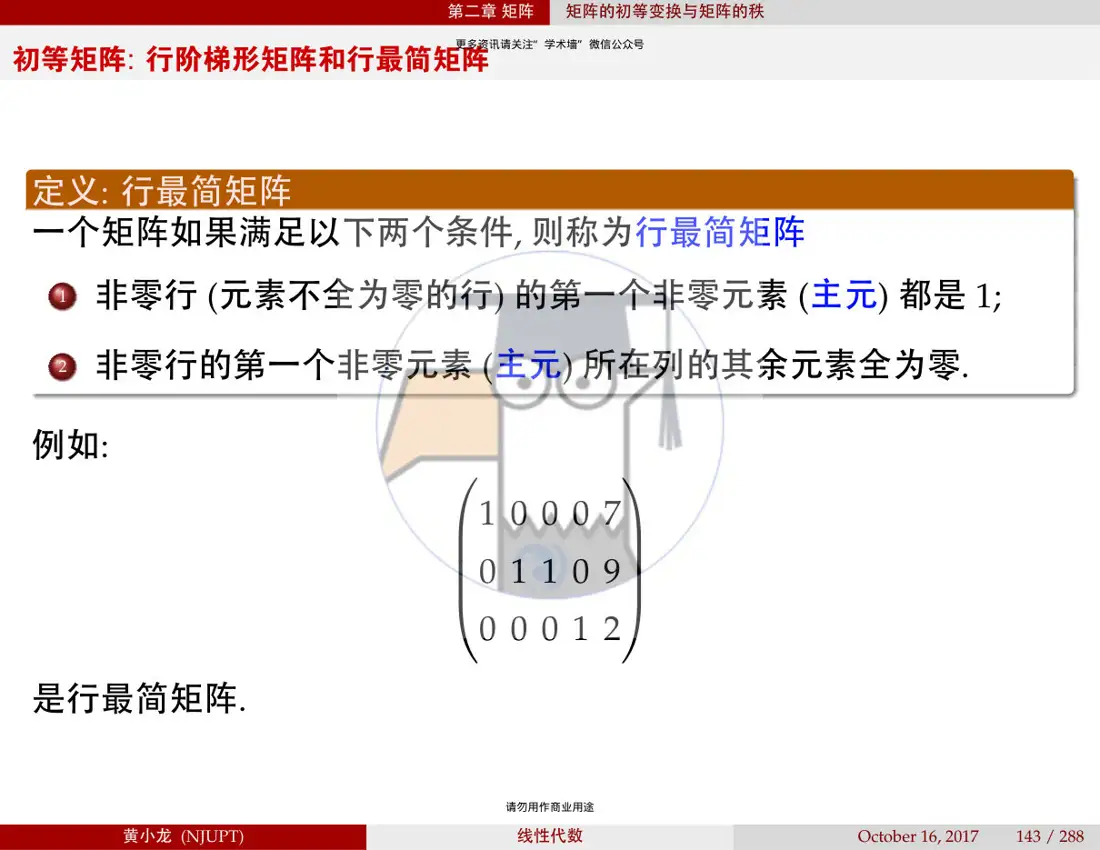 第二章 矩阵 矩阵的初等变换与矩阵的秩
更多资讯请关注“学术墙”微信公众号
初等矩阵: 行阶梯形矩阵和行最简矩阵
定义: 行最简矩阵
一个矩阵如果满足以下两个条件, 则称为行最简矩阵
1 非零行 (元素不全为零的行) 的第一个非零元素 (主元) 都是 1;
2 非零行的第一个非零元素 (主元) 所在列的其余元素全为零.
例如:
1 0 0 0 7
0 1 1 0 9
0 0 0 1 2
是行最简矩阵.
请勿用作商业用途
黄小龙 (NJUPT) 线性代数 October 16, 2017 143 / 288